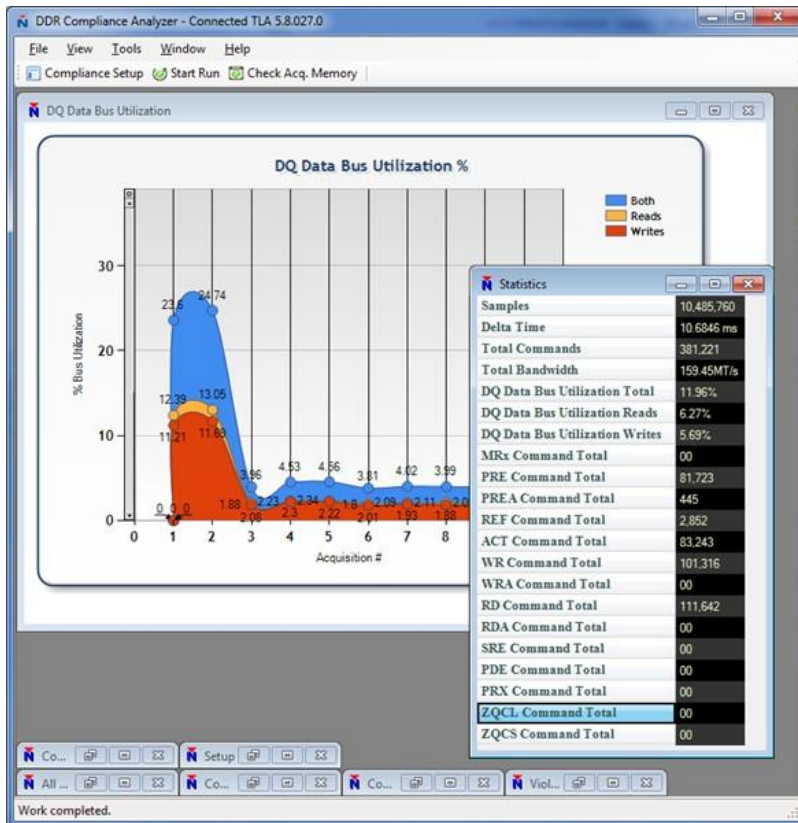 DDR Compliance Analyzer - Connected TLA 5.8.027.0
File View Tools Window Help
Compliance Setup Start Run Check Acq. Memory
DQ Data Bus Utilization
DQ Data Bus Utilization %
Both
Reads
Writes
% Bus Utilization
30
20
10
0
23.6 24.74
12.39 13.05
11.21 11.69
3.96 4.53 4.56 3.81 4.02 3.99
1.88 2.23 2.34 1.8 2.09 2.11
2.08 2.3 2.22 2.01 1.93 1.88
0 0 0
0 1 2 3 4 5 6 7 8
Acquisition #
Statistics
Samples 10,485,760
Delta Time 10.6846 ms
Total Commands 381,221
Total Bandwidth 159.45MT/s
DQ Data Bus Utilization Total 11.96%
DQ Data Bus Utilization Reads 6.27%
DQ Data Bus Utilization Writes 5.69%
MRx Command Total 00
PRE Command Total 81,723
PREA Command Total 445
REF Command Total 2,852
ACT Command Total 83,243
WR Command Total 101,316
WRA Command Total 00
RD Command Total 111,642
RDA Command Total 00
SRE Command Total 00
PDE Command Total 00
PRX Command Total 00
ZQCL Command Total 00
ZQCS Command Total 00
Co... Setup
All ... Co... Co... Viol...
Work completed.